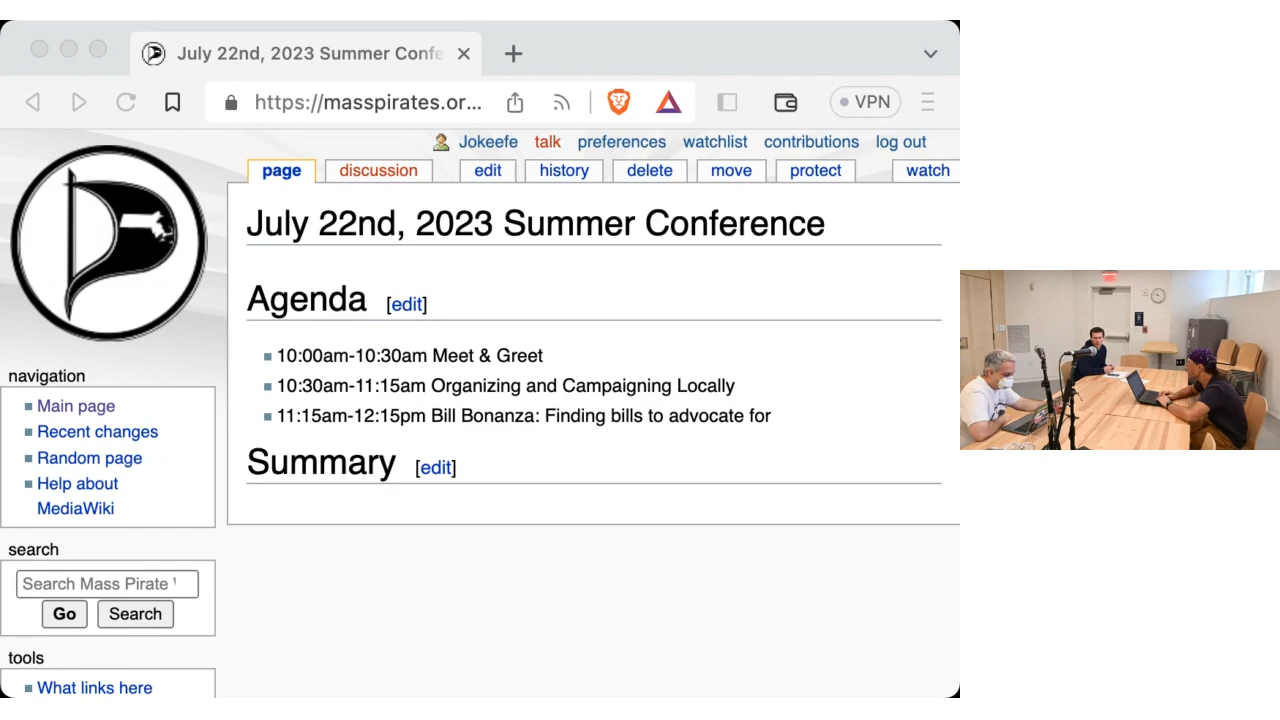 July 22nd, 2023 Summer Confe
https://masspirates.or...
VPN
Jokeefe talk preferences watchlist contributions log out
page discussion edit history delete move protect watch
July 22nd, 2023 Summer Conference
Agenda [edit]
10:00am-10:30am Meet & Greet
10:30am-11:15am Organizing and Campaigning Locally
11:15am-12:15pm Bill Bonanza: Finding bills to advocate for
Summary [edit]
navigation
Main page
Recent changes
Random page
Help about
MediaWiki
search
Search Mass Pirate
Go Search
tools
What links here